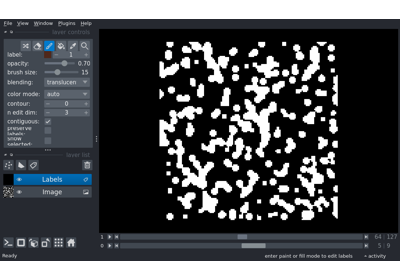 File View Window Plugins Help
layer controls
label: 1
opacity: 0.70
brush size: 15
blending: translucen
color mode: auto
contour: 0
n edit dim: 3
contiguous:
preserve labels:
show selected:
layer list
Labels
Image
1 64 | 127
0 5 | 9
Ready enter paint or fill mode to edit labels activity